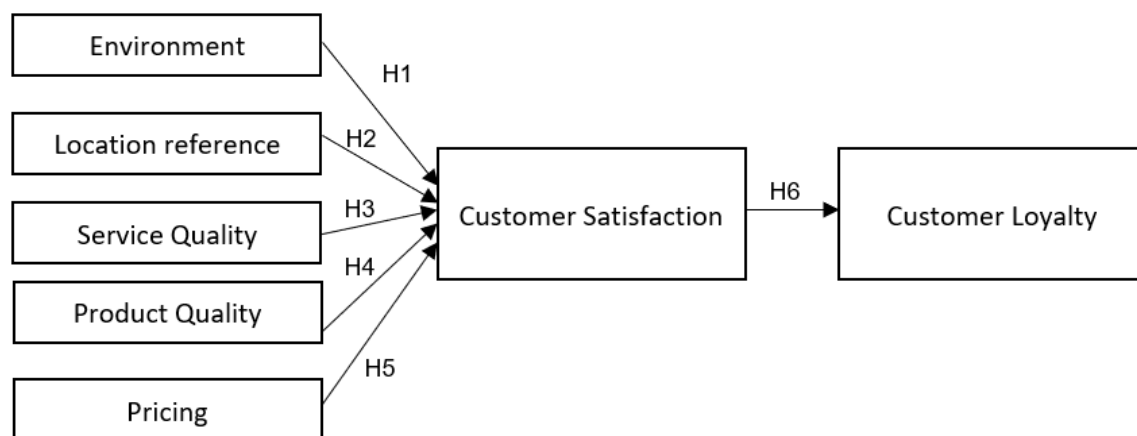 Environment
H1
Location reference
H2
Service Quality
H3
Product Quality
H4
Pricing
H5
Customer Satisfaction
H6
Customer Loyalty